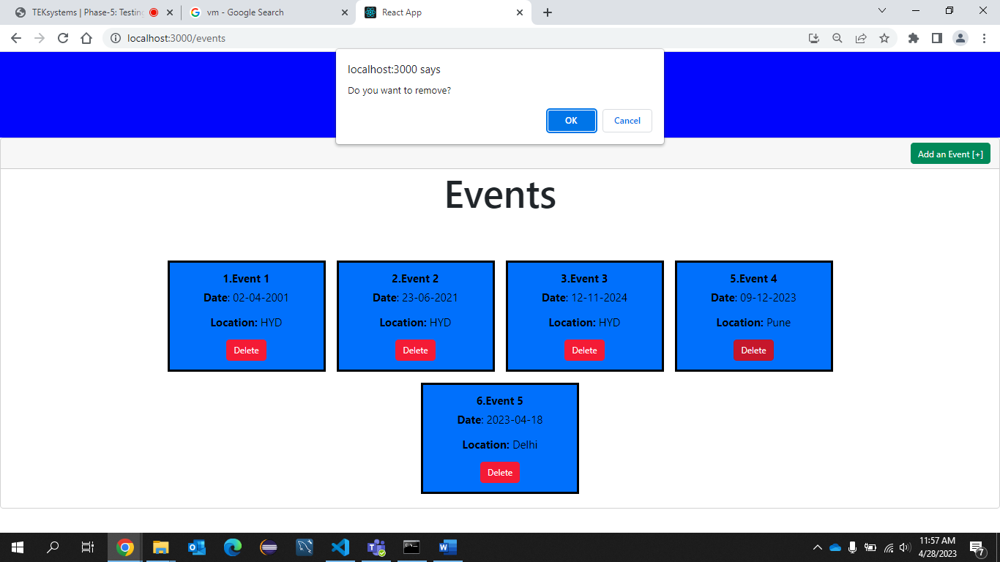 TEKsystems | Phase-5: Testing
vm - Google Search
React App
localhost:3000/events
localhost:3000 says
Do you want to remove?
OK
Cancel
Add an Event [+]
Events
1.Event 1
Date: 02-04-2001
Location: HYD
Delete
2.Event 2
Date: 23-06-2021
Location: HYD
Delete
3.Event 3
Date: 12-11-2024
Location: HYD
Delete
5.Event 4
Date: 09-12-2023
Location: Pune
Delete
6.Event 5
Date: 2023-04-18
Location: Delhi
Delete
11:57 AM
4/28/2023
7